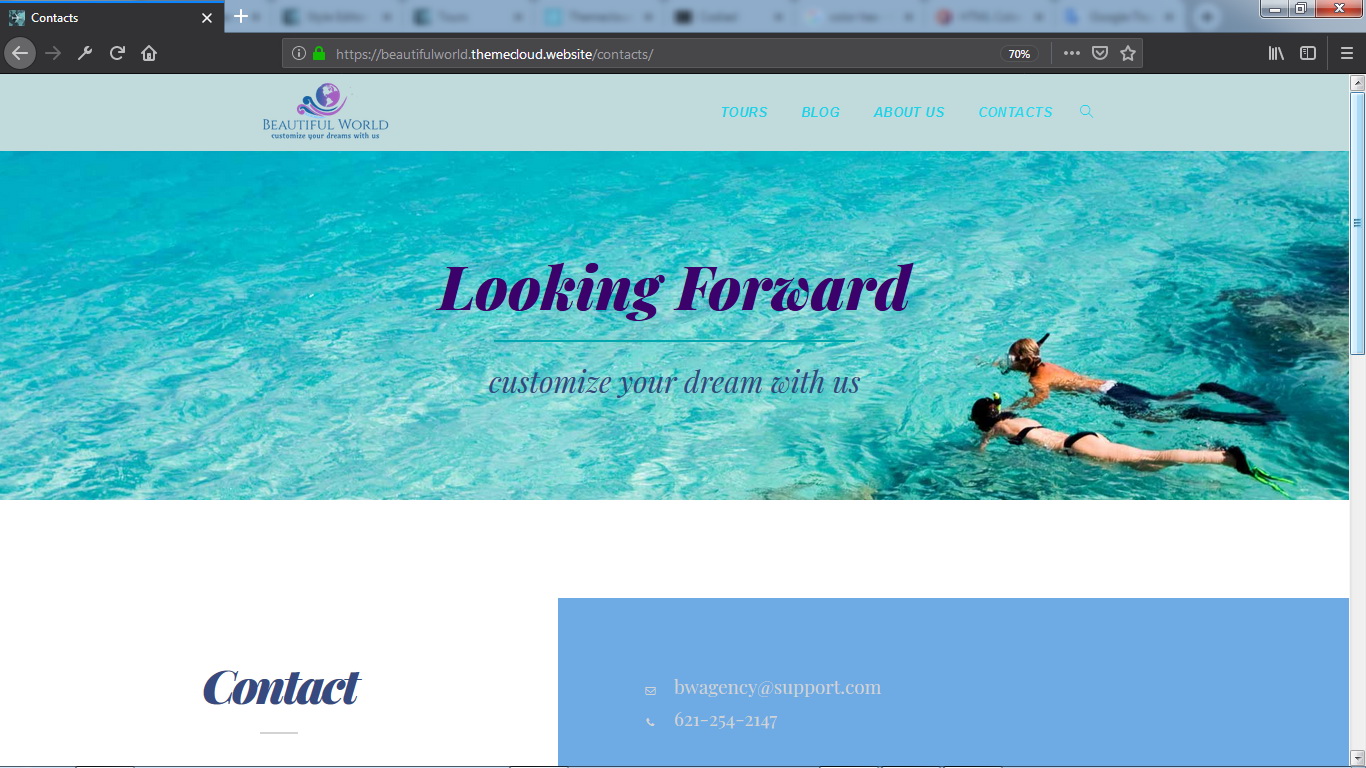 Contacts
https://beautifulworld.themecloud.website/contacts/
70%
BEAUTIFUL WORLD
customize your dreams with us
TOURS
BLOG
ABOUT US
CONTACTS
Looking Forward
customize your dream with us
Contact
bwagency@support.com
621-254-2147